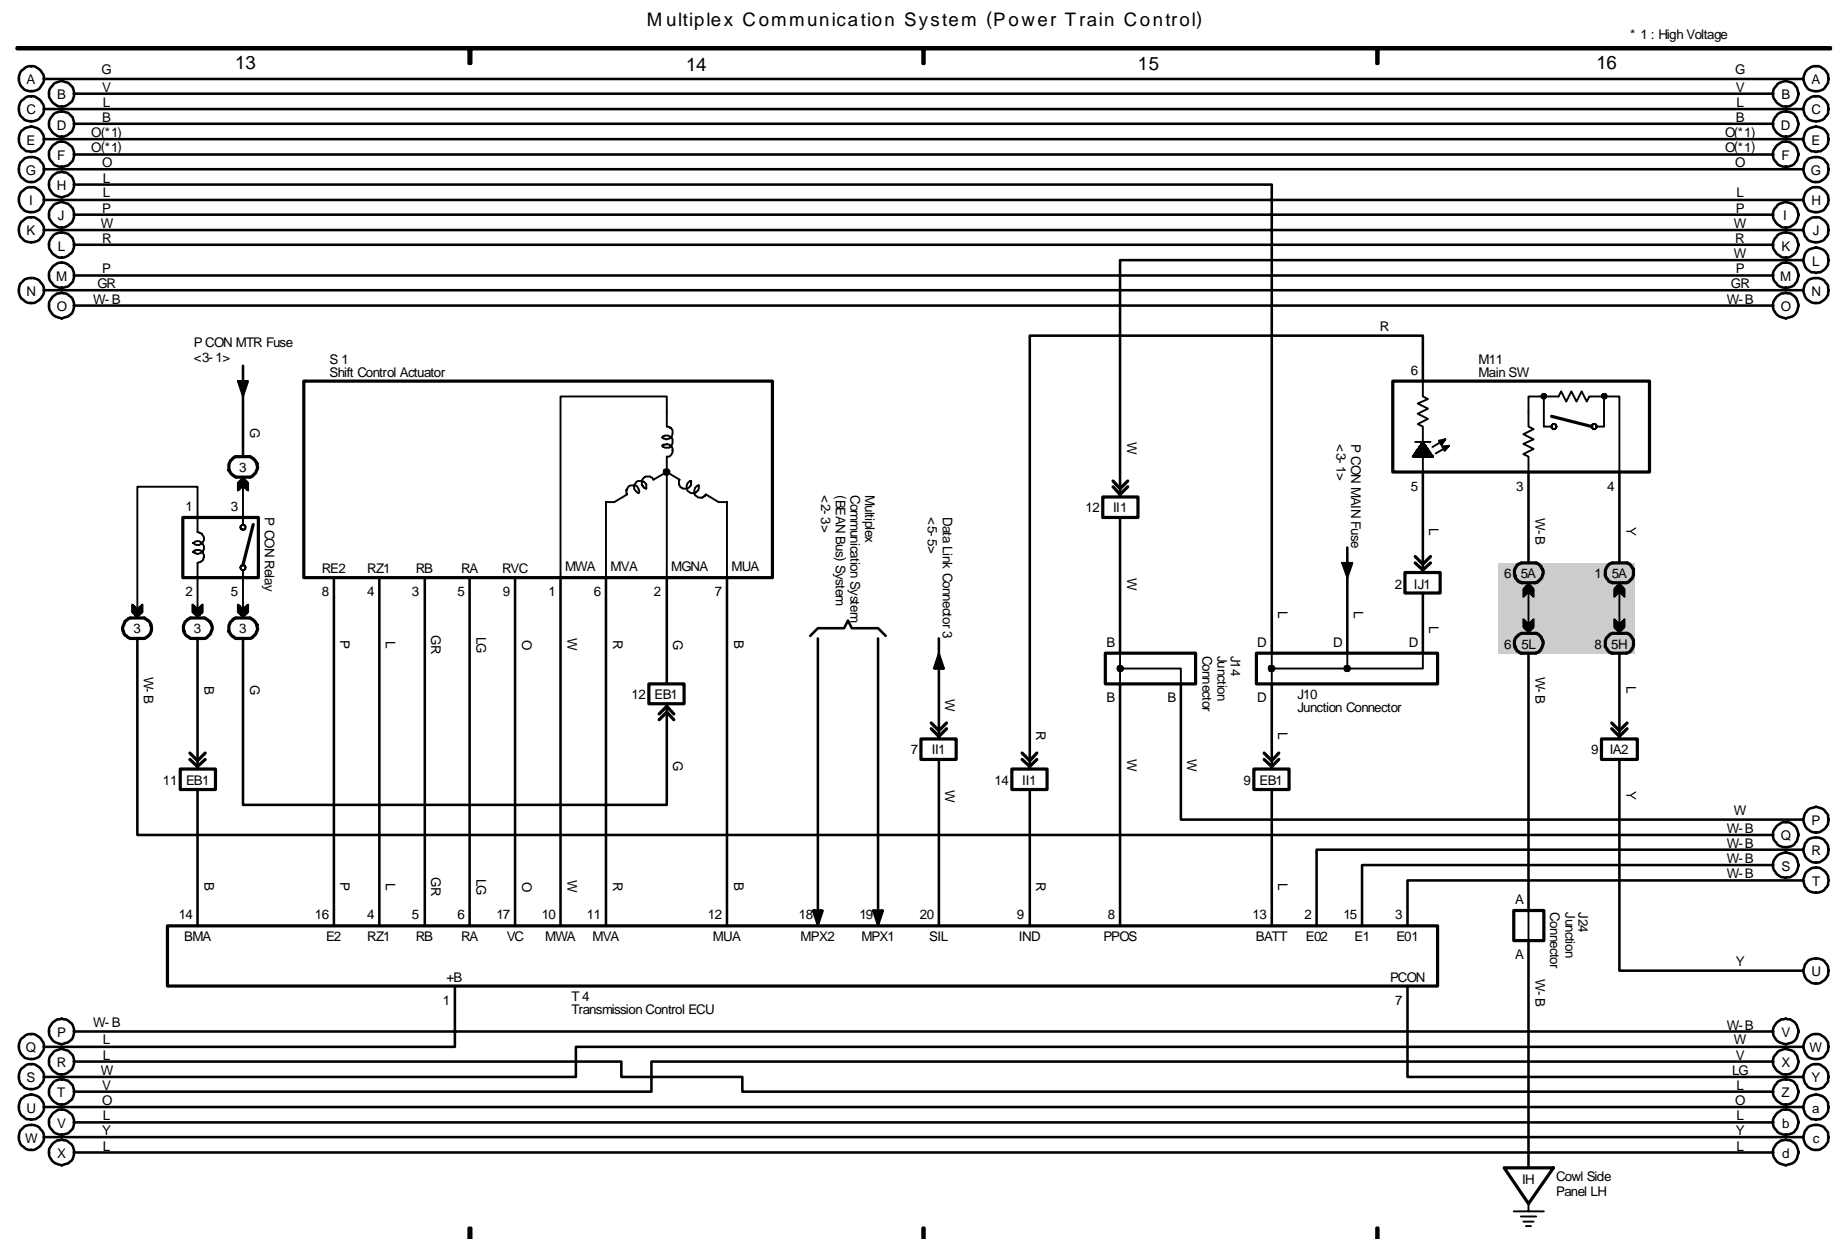 Multiplex Communication System (Power Train Control)
* 1 : High Voltage
13 14 15 16
A G G A
B V V B
C L L C
D B B D
E O(*1) O(*1) E
F O(*1) O(*1) F
G O O G
H L
I L L H
J P P I
K W W J
L R R K
W L
M P P M
N GR GR N
O W-B W-B O
P CON MTR Fuse
<3-1>
G
3
1 3
P CON Relay
2 5
3 3 3
W-B B G
11 EB1
B
S 1
Shift Control Actuator
RE2 RZ1 RB RA RVC MWA MVA MGNA MUA
8 4 3 5 9 1 6 2 7
P L GR LG O W R G B
12 EB1
G
P L GR LG O W R B
Multiplex
Communication System
(BEAN Bus) System
<2-3>
Data Link Connector 3
<5-5>
W
7 II1
W
R
R
14 II1
R
W
12 II1
W
B
J14
Junction
Connector
B B
W W
P CON MAIN Fuse
<3-1>
L L L
D D D
D
J10
Junction Connector
L
9 EB1
L
M11
Main SW
6
5 3 4
L
2 IJ1
W-B Y
6 5A 1 5A
6 5L 8 5H
W-B L
9 IA2
Y
A
J24
Junction
Connector
A
W-B
W P
W-B Q
W-B R
W-B S
W-B T
Y U
14 16 4 5 6 17 10 11 12 18 19 20 9 8 13 2 15 3
BMA E2 RZ1 RB RA VC MWA MVA MUA MPX2 MPX1 SIL IND PPOS BATT E02 E1 E01
+B PCON
1 7
T 4
Transmission Control ECU
P W-B W-B V
Q L W W
R L V X
S W LG Y
T V L Z
U O O a
V L L b
W Y Y c
X L L d
IH
Cowl Side
Panel LH